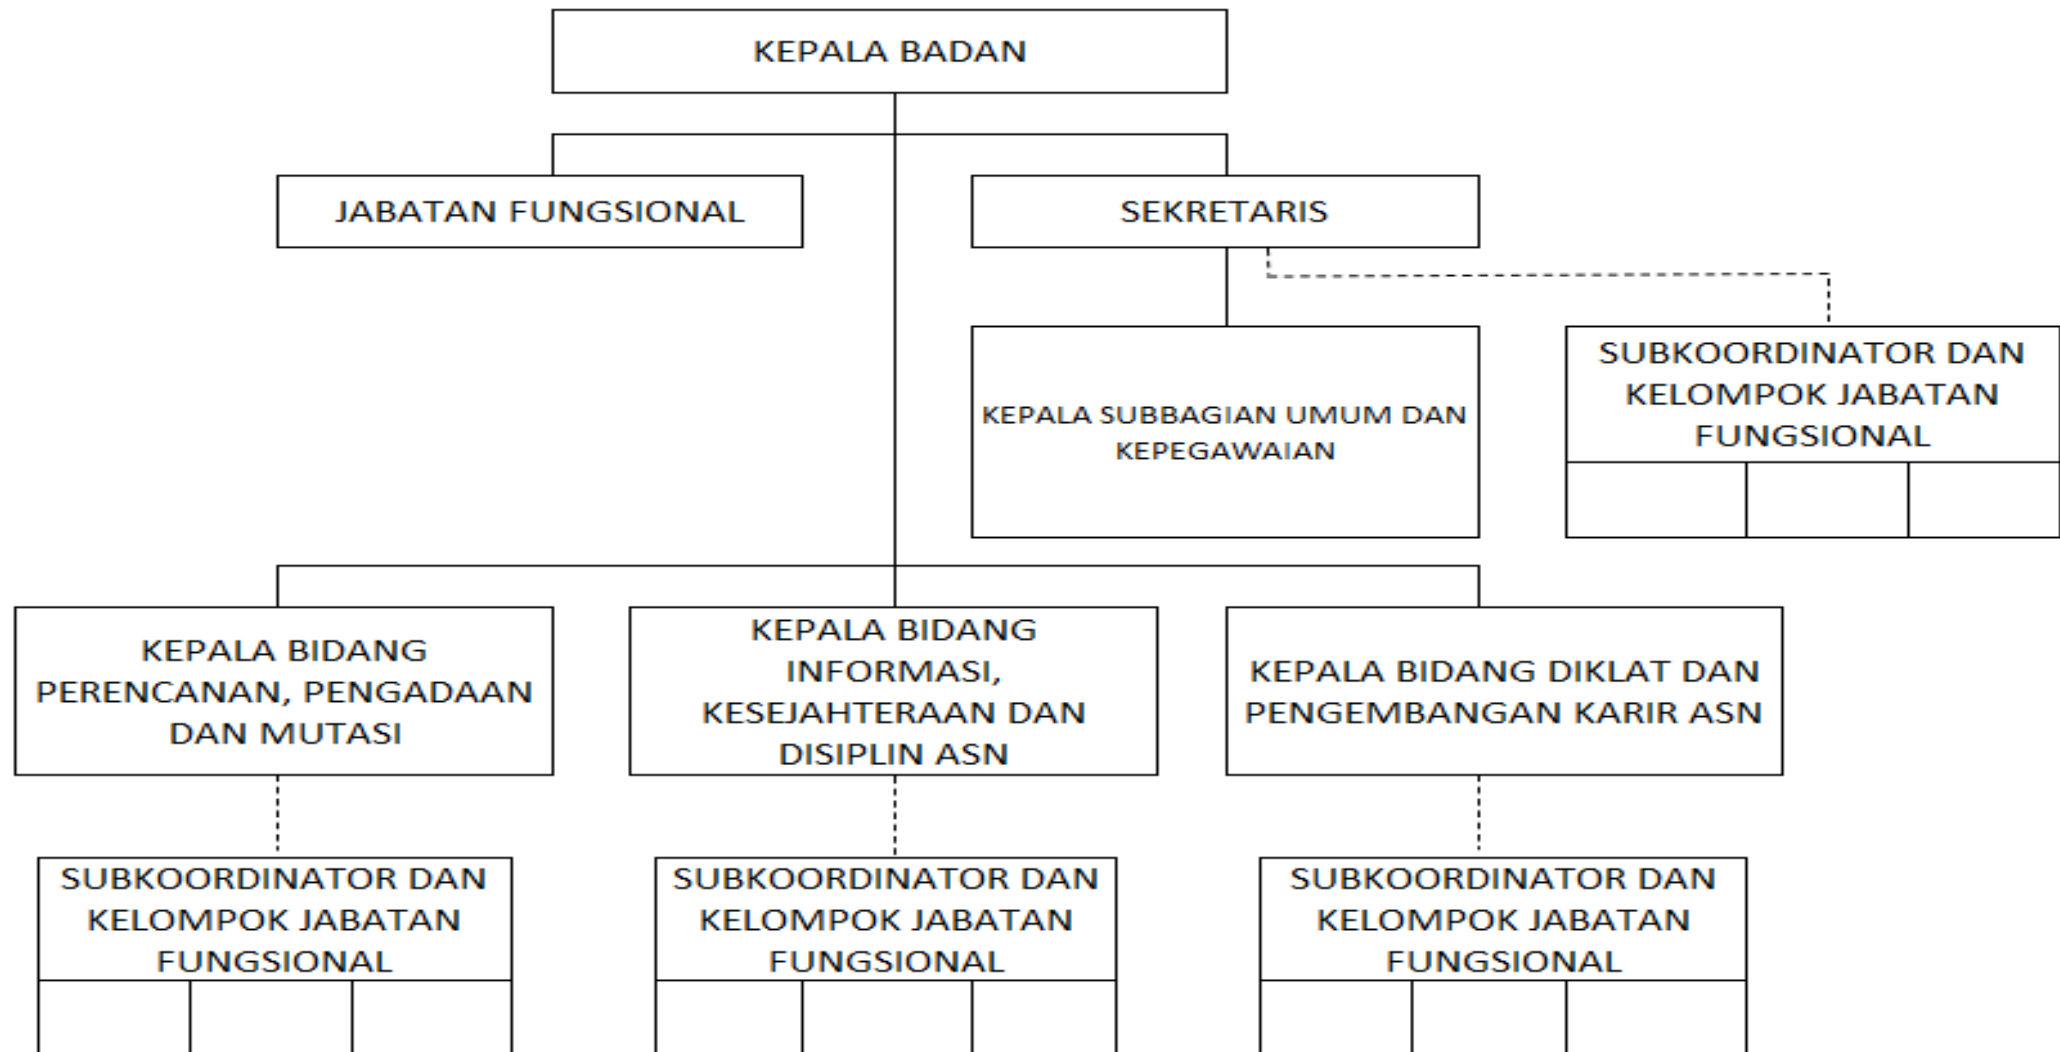 KEPALA BADAN
JABATAN FUNGSIONAL
SEKRETARIS
KEPALA SUBBAGIAN UMUM DAN
KEPEGAWAIAN
SUBKOORDINATOR DAN
KELOMPOK JABATAN
FUNGSIONAL
KEPALA BIDANG
PERENCANAN, PENGADAAN
DAN MUTASI
KEPALA BIDANG
INFORMASI,
KESEJAHTERAAN DAN
DISIPLIN ASN
KEPALA BIDANG DIKLAT DAN
PENGEMBANGAN KARIR ASN
SUBKOORDINATOR DAN
KELOMPOK JABATAN
FUNGSIONAL
SUBKOORDINATOR DAN
KELOMPOK JABATAN
FUNGSIONAL
SUBKOORDINATOR DAN
KELOMPOK JABATAN
FUNGSIONAL